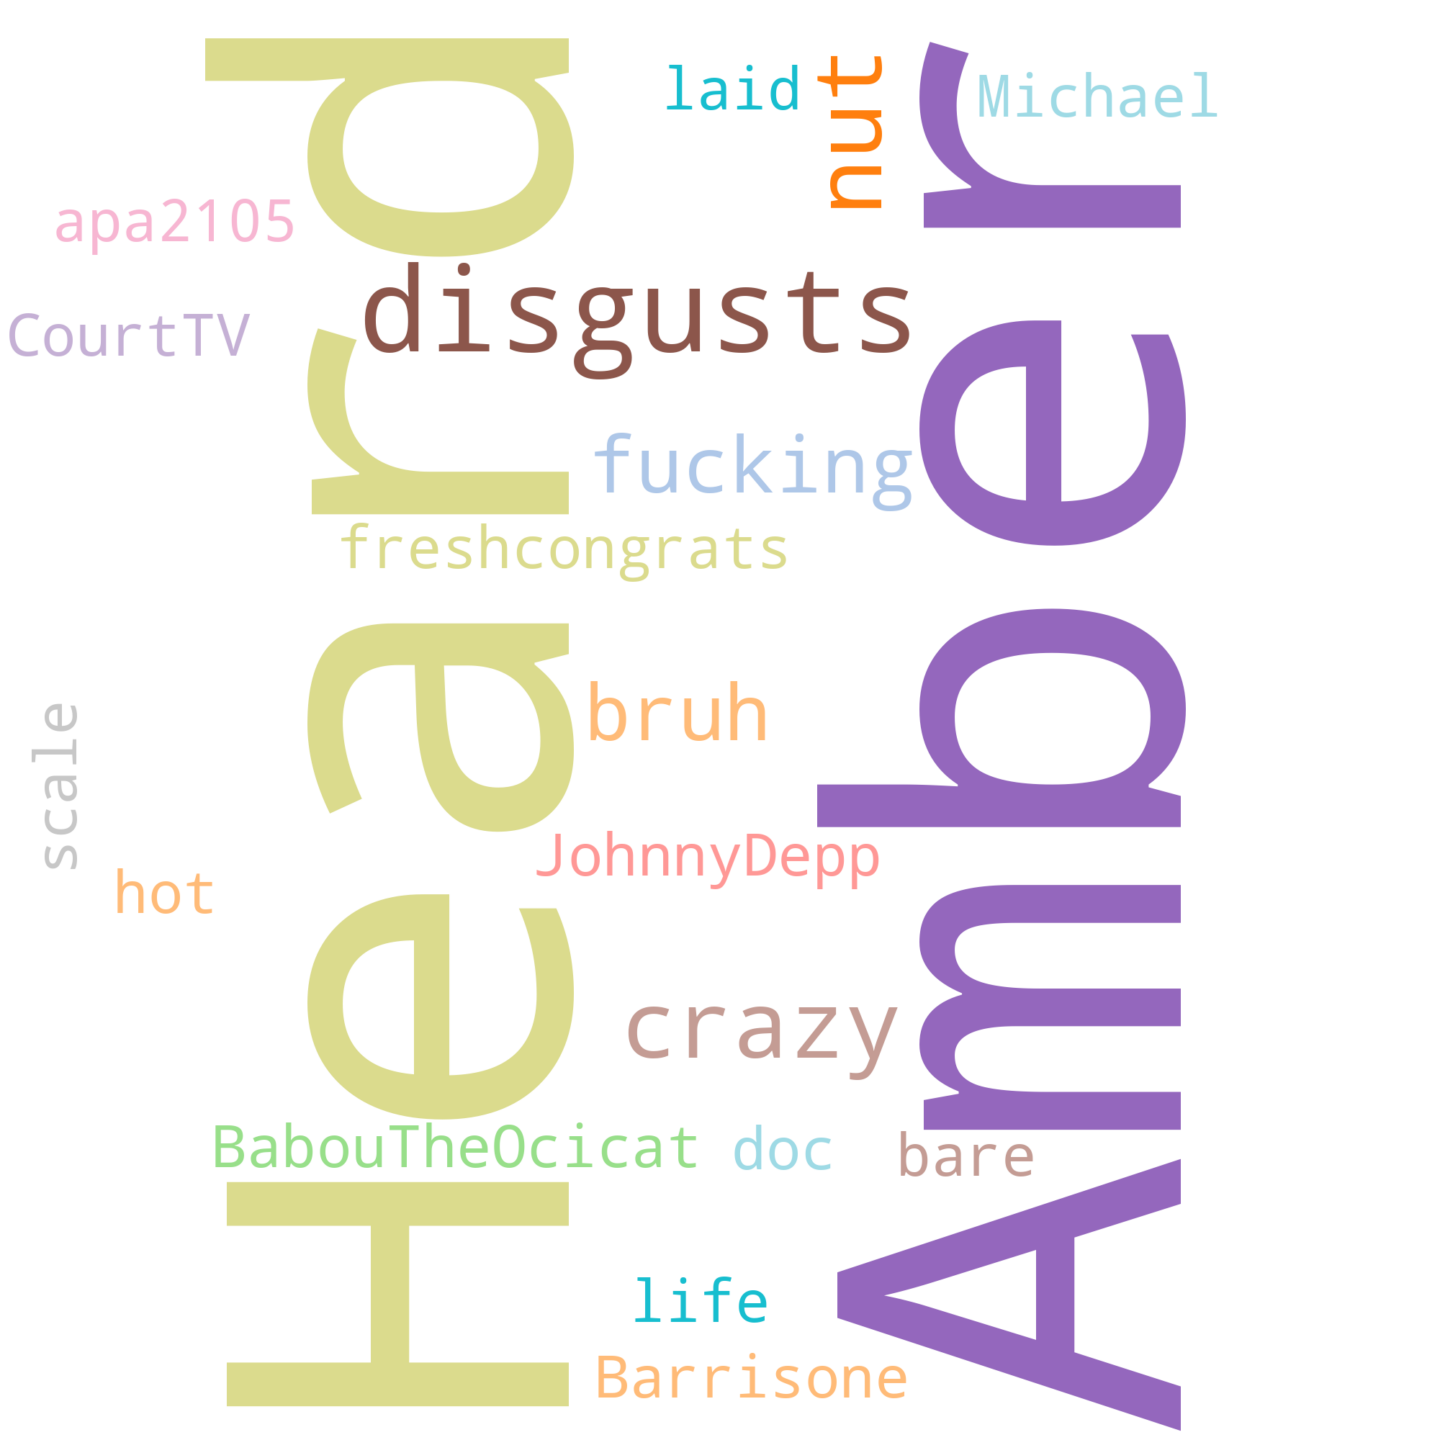 laid
nut
Michael
apa2105
Heard
Amber
disgusts
CourtTV
fucking
freshcongrats
bruh
scale
JohnnyDepp
hot
crazy
BabouTheOcicat
doc
bare
life
Barrisone